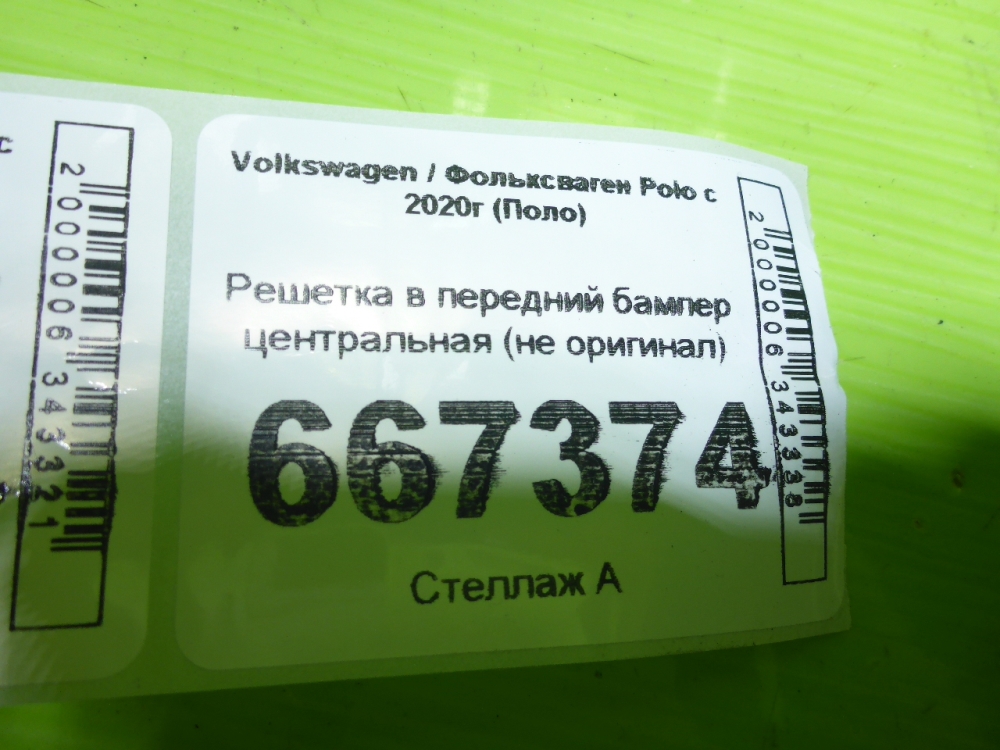 2000006343321
Volkswagen / Фольксваген Polo с
2020г (Поло)
Решетка в передний бампер
центральная (не оригинал)
667374
Стеллаж А
2000006343338